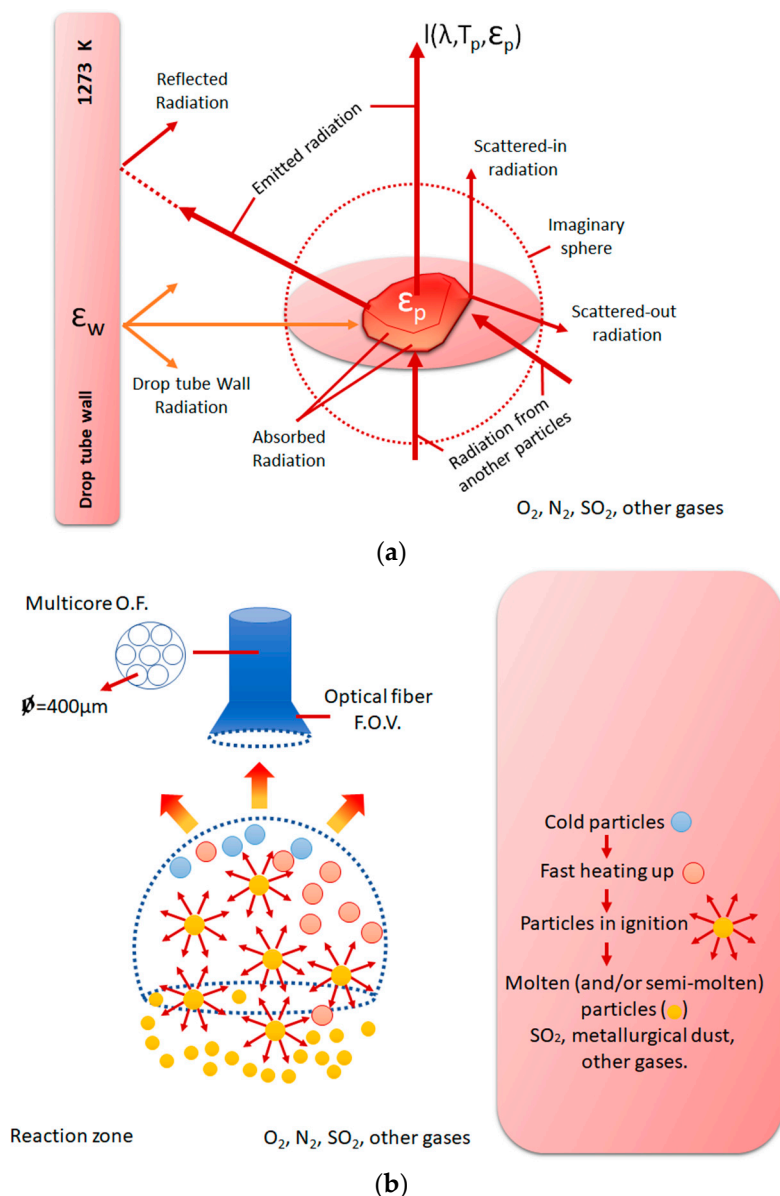 I(λ,Tₚ,Ɛₚ)
1273 K
Reflected
Radiation
Emitted radiation
Scattered-in
radiation
Imaginary
sphere
Ɛₚ
Scattered-out
radiation
Ɛw
Drop tube Wall
Radiation
Absorbed
Radiation
Radiation from
another particles
Drop tube wall
O₂, N₂, SO₂, other gases
(a)
Multicore O.F.
Ø=400µm
Optical fiber
F.O.V.
Cold particles
Fast heating up
Particles in ignition
Molten (and/or semi-molten)
particles ( )
SO₂, metallurgical dust,
other gases.
Reaction zone
O₂, N₂, SO₂, other gases
(b)